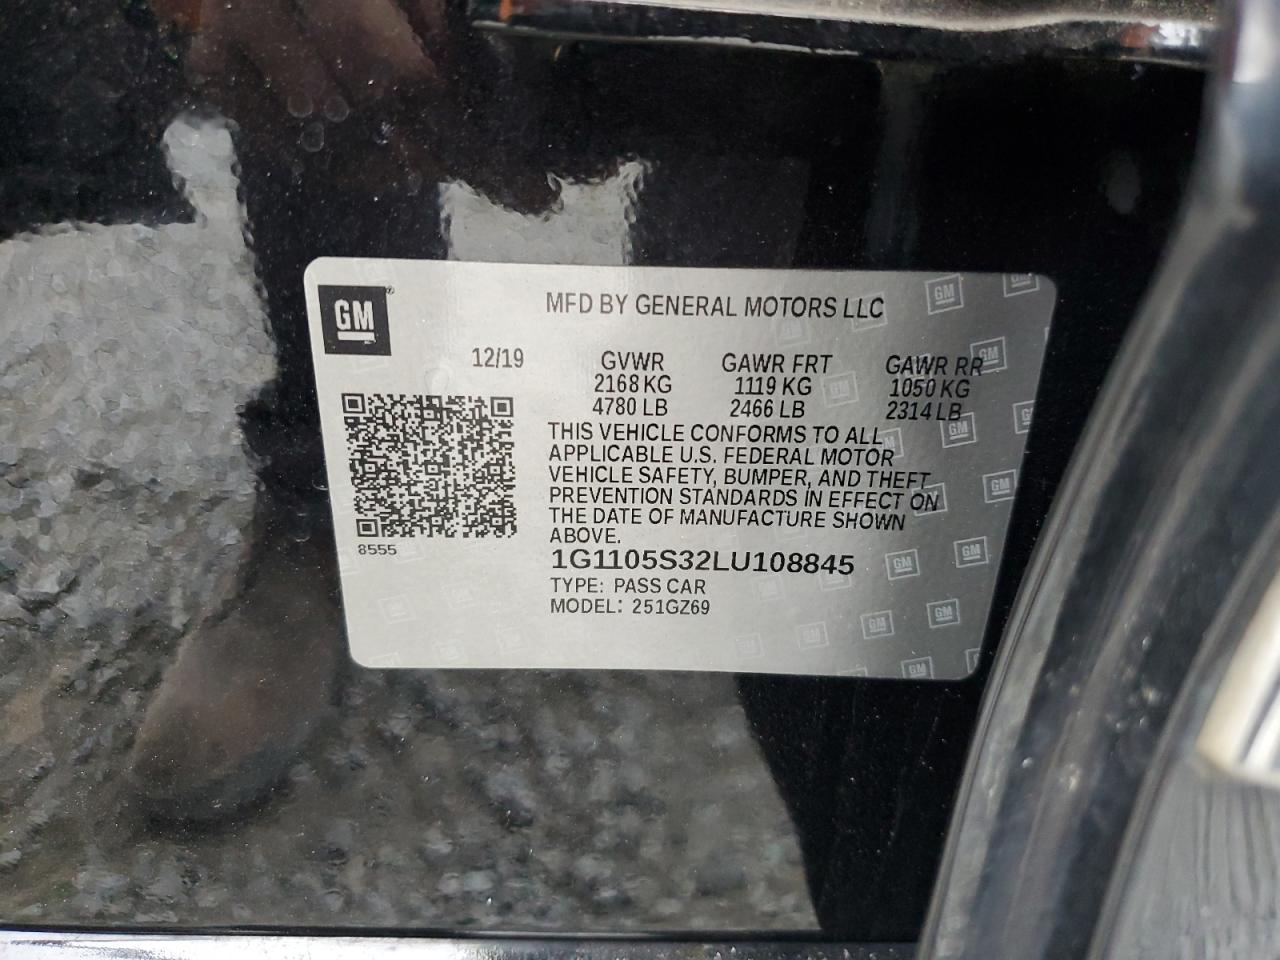 GM®
MFD BY GENERAL MOTORS LLC
12/19 GVWR GAWR FRT GAWR RR
2168 KG 1119 KG 1050 KG
4780 LB 2466 LB 2314 LB
THIS VEHICLE CONFORMS TO ALL
APPLICABLE U.S. FEDERAL MOTOR
VEHICLE SAFETY, BUMPER, AND THEFT
PREVENTION STANDARDS IN EFFECT ON
THE DATE OF MANUFACTURE SHOWN
ABOVE.
8555
1G1105S32LU108845
TYPE: PASS CAR
MODEL: 251GZ69